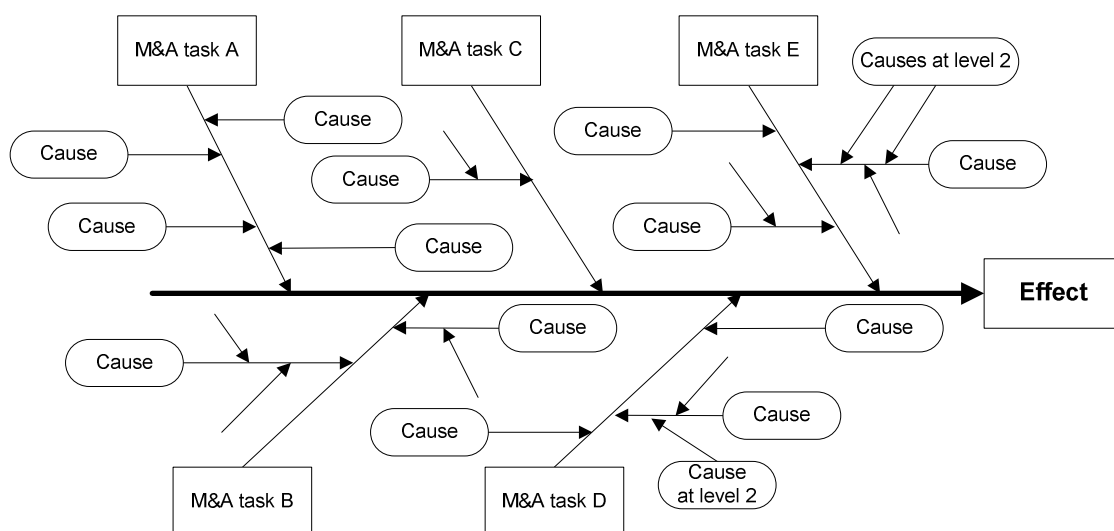 M&A task A
M&A task C
M&A task E
Causes at level 2
Cause
Cause
Cause
Cause
Cause
Cause
Cause
Cause
Cause
Effect
Cause
Cause
Cause
Cause
Cause
Cause
at level 2
M&A task B
M&A task D